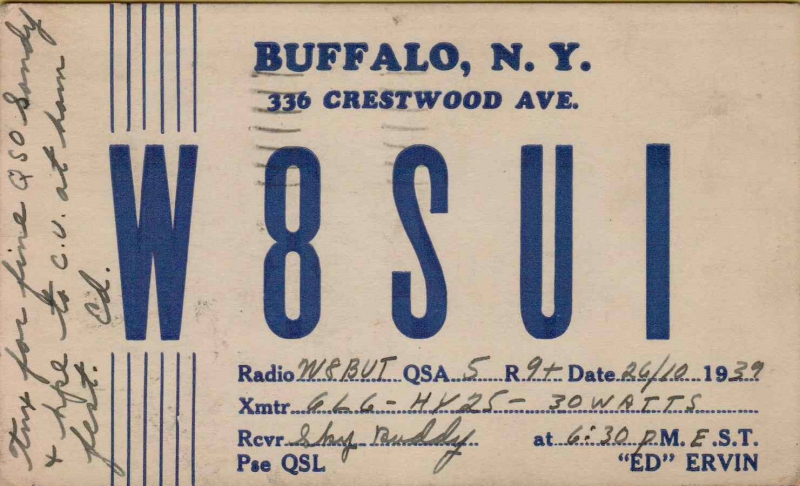 BUFFALO, N. Y.
336 CRESTWOOD AVE.
W8SUI
Radio W8BUT QSA 5 R 9+ Date 26/10 1939
Xmtr 6L6 - HY25 - 30 WATTS
Rcvr Sky Buddy at 6:30 P M. E.S.T.
Pse QSL "ED" ERVIN
tnx for fine QSO Sandy
+ hpe to C.U. at ham
fest. Ed.